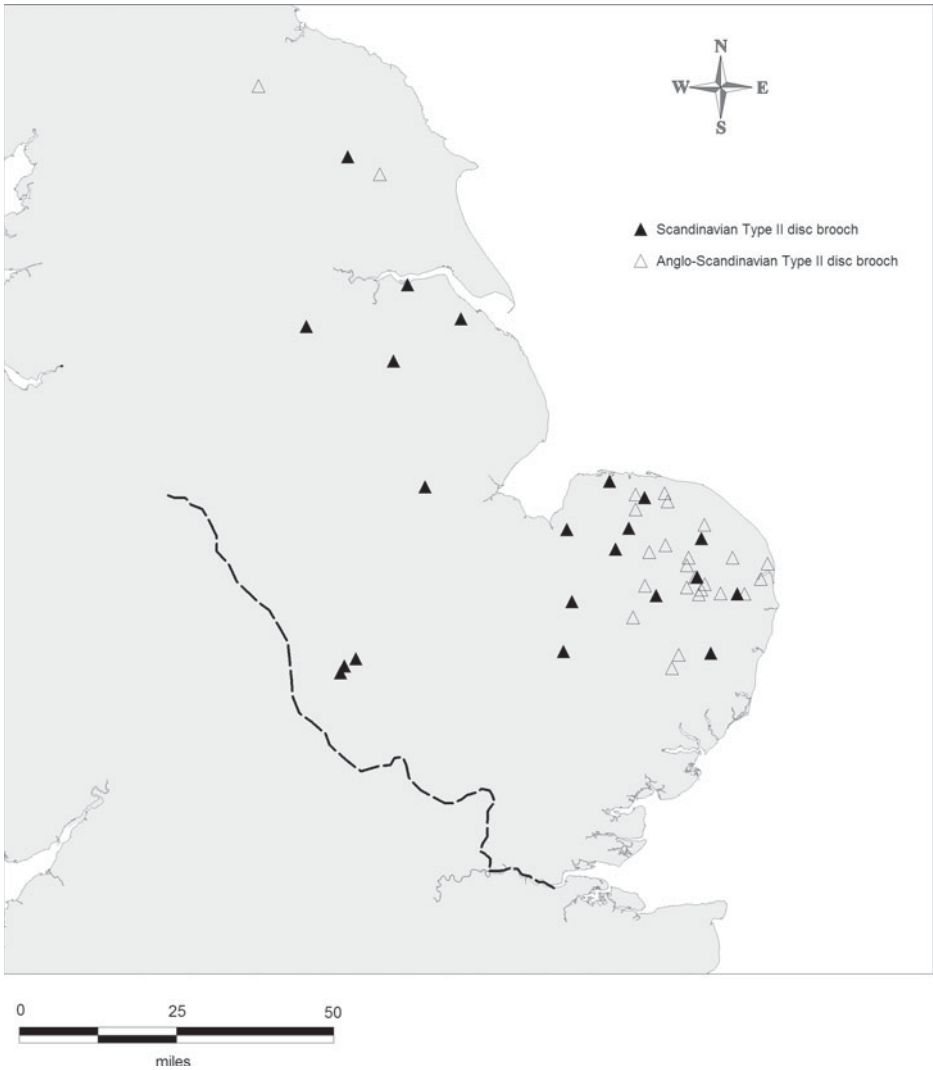 N
W E
S
Scandinavian Type II disc brooch
Anglo-Scandinavian Type II disc brooch
0 25 50
miles